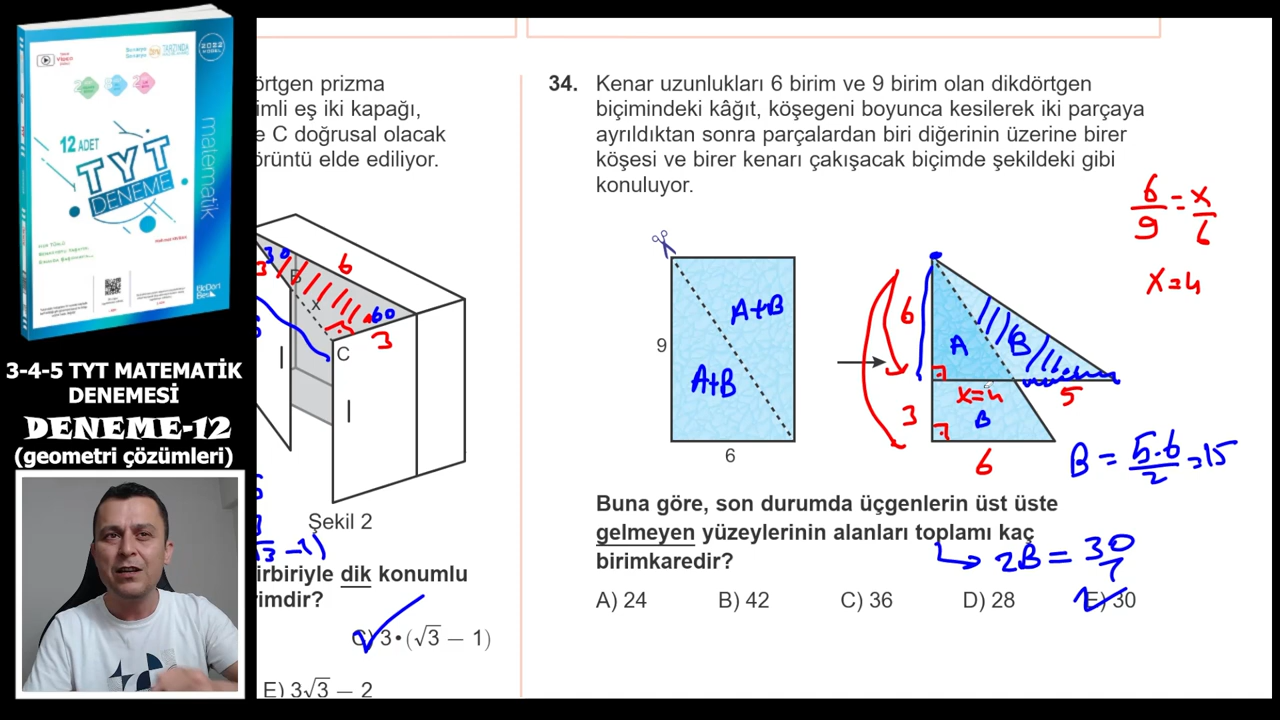 TARZINDA
2022
12 ADET
TYT
DENEME
matematik
3-4-5 TYT MATEMATİK
DENEMESİ
DENEME-12
(geometri çözümleri)
örtgen prizma
imli eş iki kapağı,
e C doğrusal olacak
örüntü elde ediliyor.
30
6
3
B
60
3
C
Şekil 2
irbiriyle dik konumlu
rimdir?
C) 3•(√3 − 1)
E) 3√3 − 2
34. Kenar uzunlukları 6 birim ve 9 birim olan dikdörtgen
biçimindeki kâğıt, köşegeni boyunca kesilerek iki parçaya
ayrıldıktan sonra parçalardan biri diğerinin üzerine birer
köşesi ve birer kenarı çakışacak biçimde şekildeki gibi
konuluyor.
6/9 = x/6
x=4
A+B
9
A+B
6
6
A
B
x=4
5
3
B
6
B = 5.6/2 = 15
Buna göre, son durumda üçgenlerin üst üste
gelmeyen yüzeylerinin alanları toplamı kaç
birimkaredir?
2B = 30
A) 24 B) 42 C) 36 D) 28 E) 30